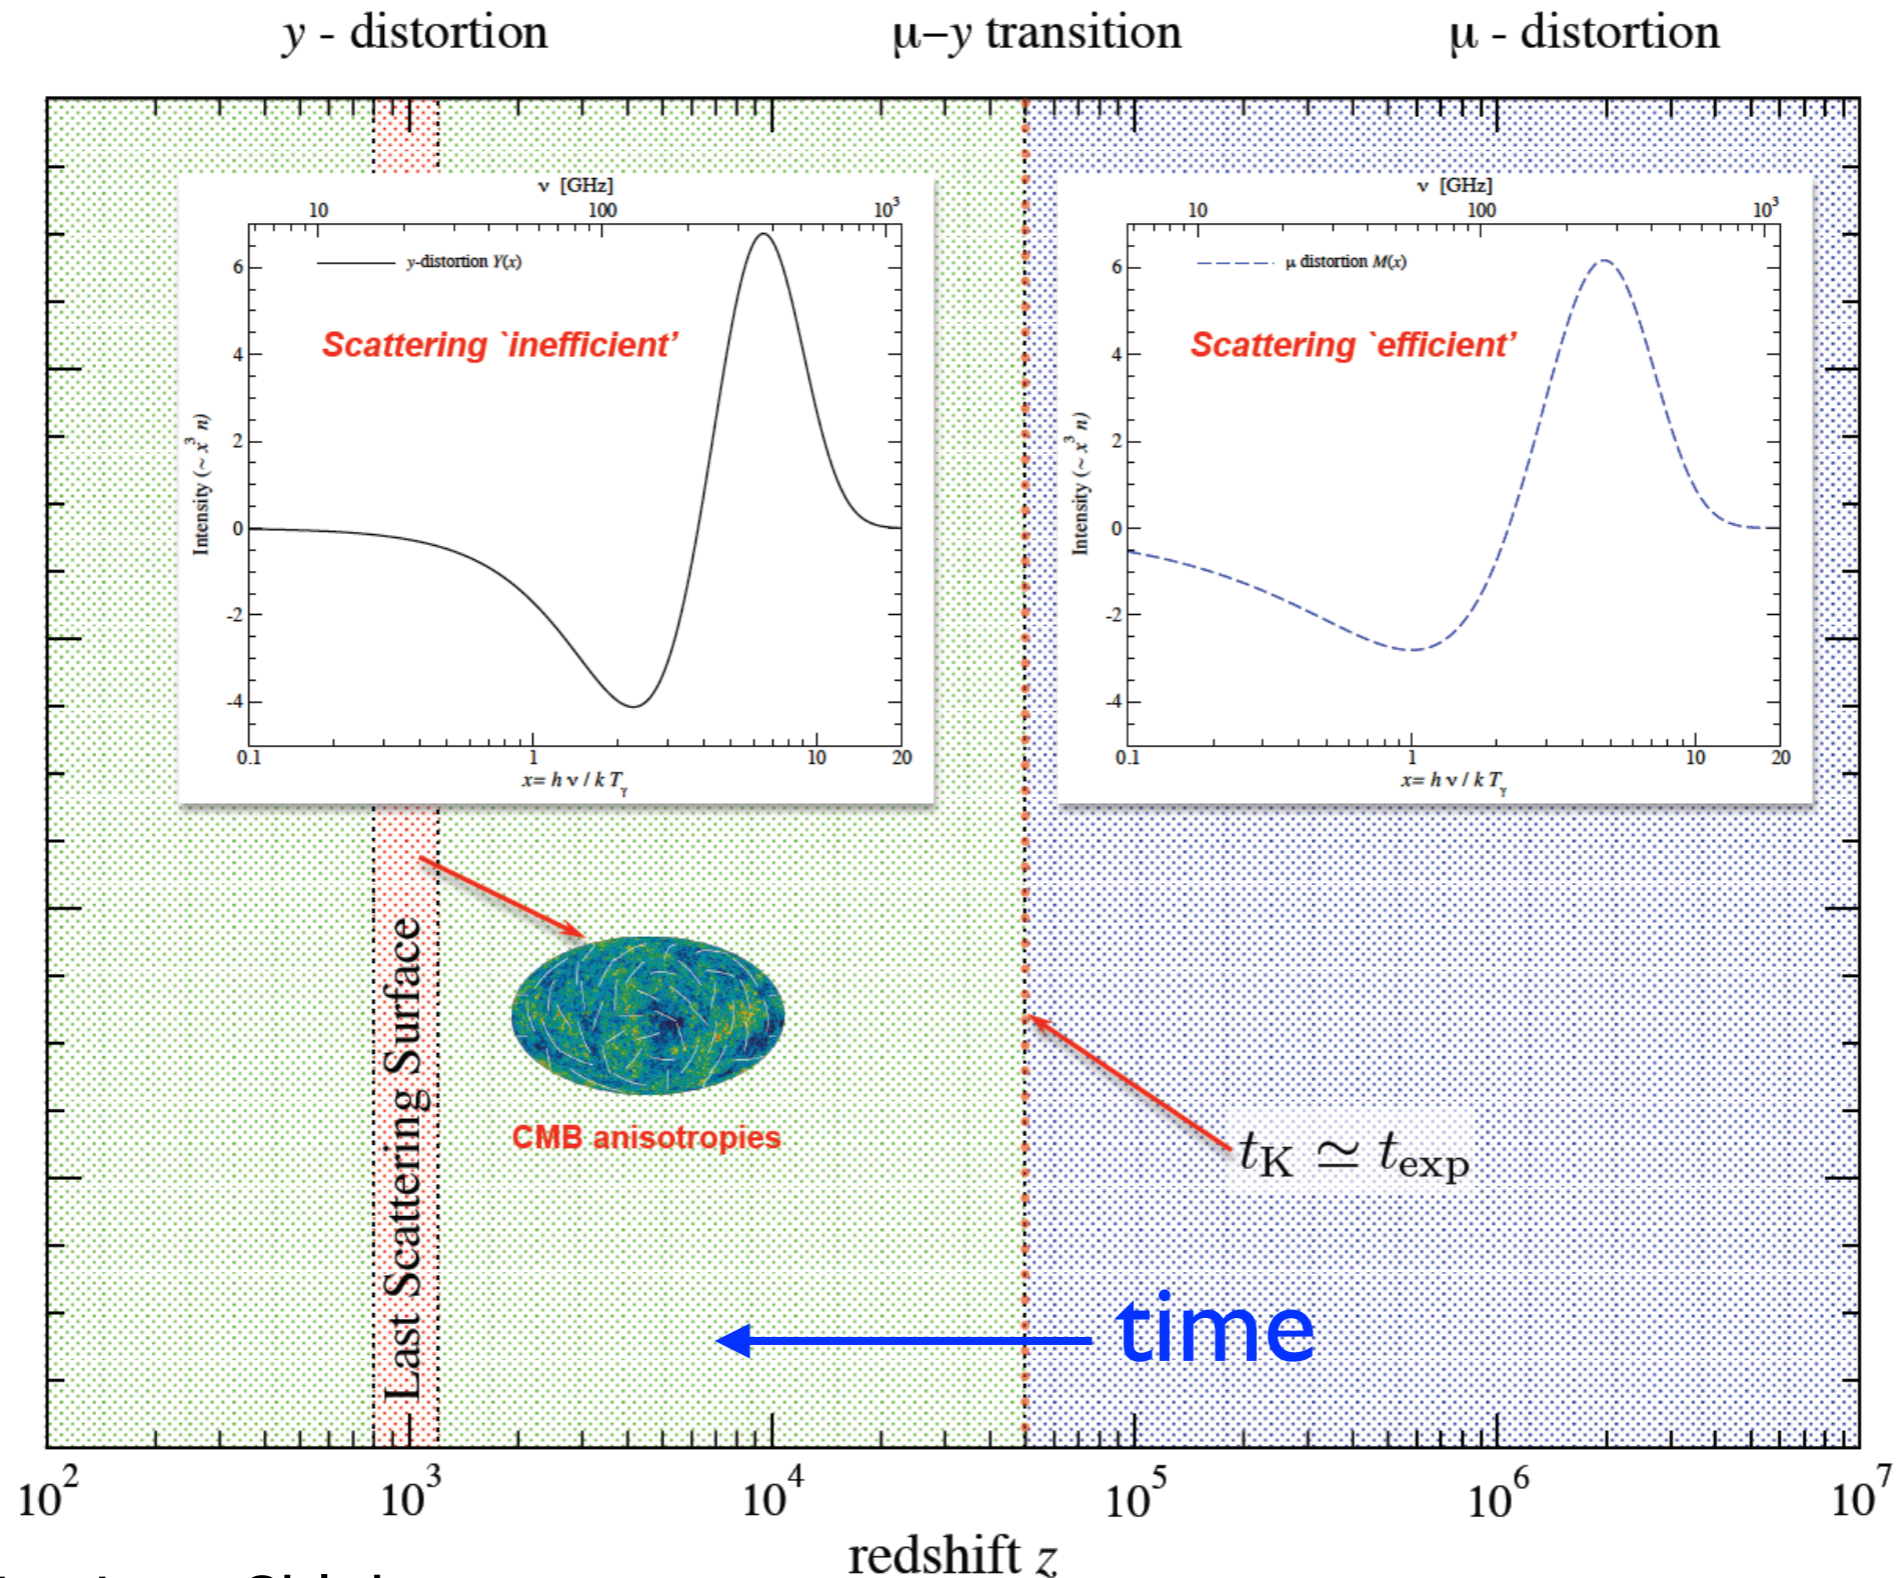 y - distortion
μ–y transition
μ - distortion
ν [GHz]
10 100 10³
y-distortion Y(x)
Scattering `inefficient'
Intensity (~ x³ n)
6
4
2
0
-2
-4
0.1 1 10 20
x= h ν / k Tγ
ν [GHz]
10 100 10³
μ distortion M(x)
Scattering `efficient'
Intensity (~ x³ n)
6
4
2
0
-2
-4
0.1 1 10 20
x= h ν / k Tγ
Last Scattering Surface
CMB anisotropies
t_K ≃ t_exp
time
10² 10³ 10⁴ 10⁵ 10⁶ 10⁷
redshift z